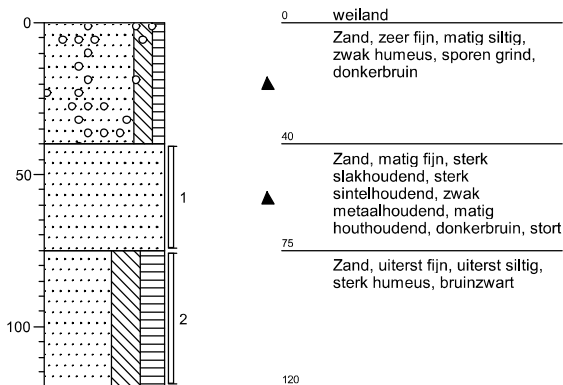 0
50
100
1
2
0 weiland
Zand, zeer fijn, matig siltig,
zwak humeus, sporen grind,
donkerbruin
40
Zand, matig fijn, sterk
slakhoudend, sterk
sintelhoudend, zwak
metaalhoudend, matig
houthoudend, donkerbruin, stort
75
Zand, uiterst fijn, uiterst siltig,
sterk humeus, bruinzwart
120